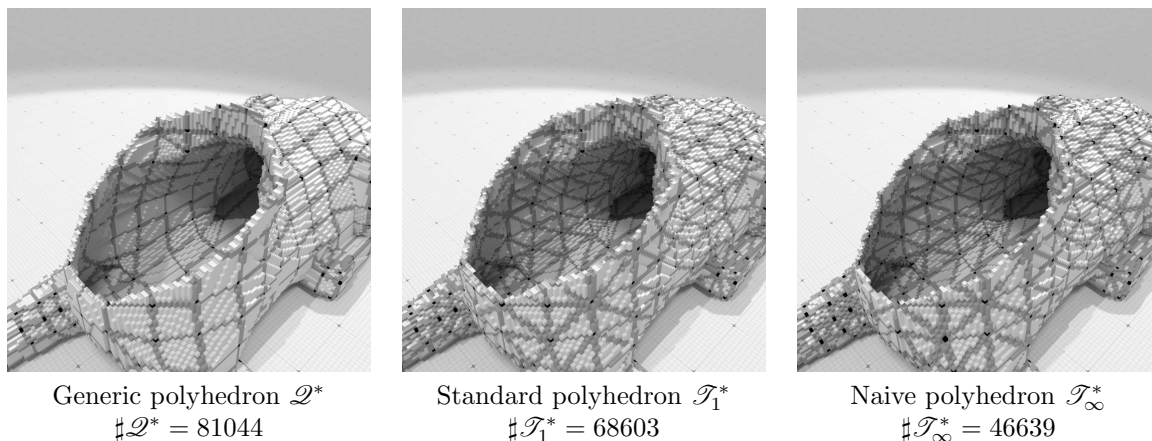 Generic polyhedron 𝒬*
♯𝒬* = 81044
Standard polyhedron 𝒯₁*
♯𝒯₁* = 68603
Naive polyhedron 𝒯∞*
♯𝒯∞* = 46639